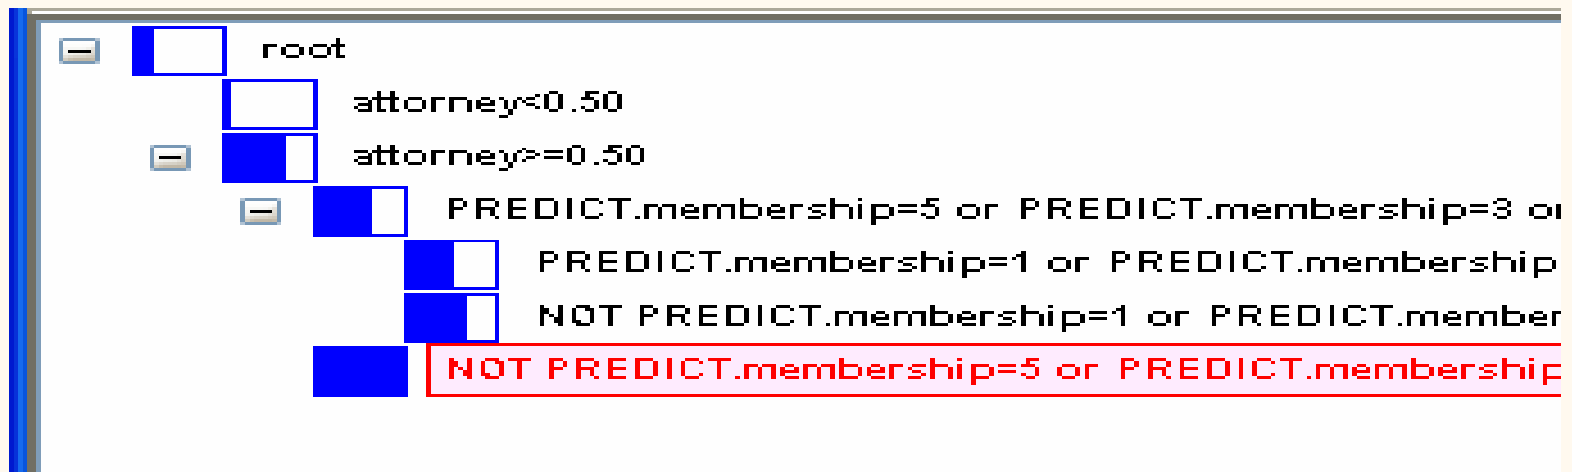 root
attorney<0.50
attorney>=0.50
PREDICT.membership=5 or PREDICT.membership=3 or
PREDICT.membership=1 or PREDICT.membership
NOT PREDICT.membership=1 or PREDICT.member
NOT PREDICT.membership=5 or PREDICT.membership